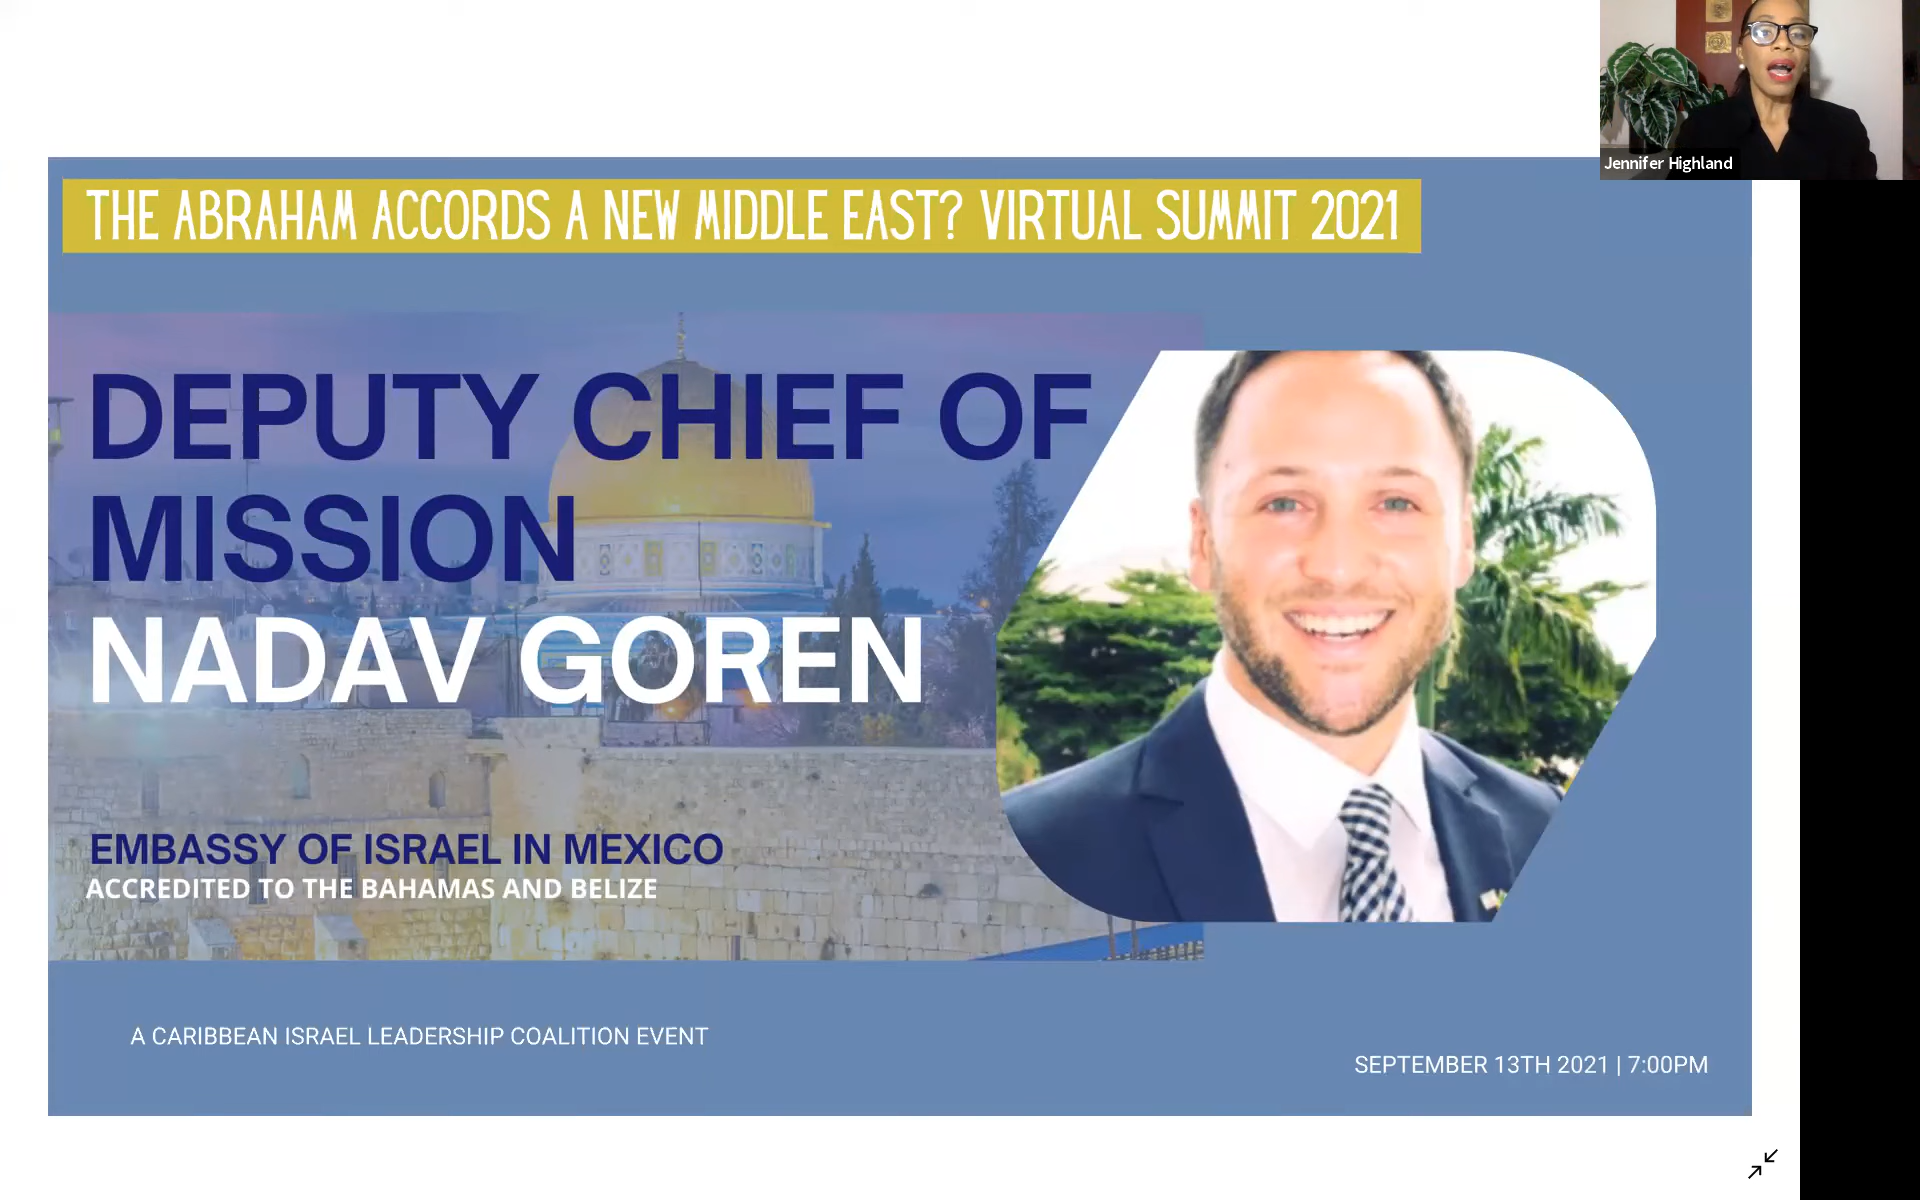 Jennifer Highland
THE ABRAHAM ACCORDS A NEW MIDDLE EAST? VIRTUAL SUMMIT 2021
DEPUTY CHIEF OF
MISSION
NADAV GOREN
EMBASSY OF ISRAEL IN MEXICO
ACCREDITED TO THE BAHAMAS AND BELIZE
A CARIBBEAN ISRAEL LEADERSHIP COALITION EVENT
SEPTEMBER 13TH 2021 | 7:00PM